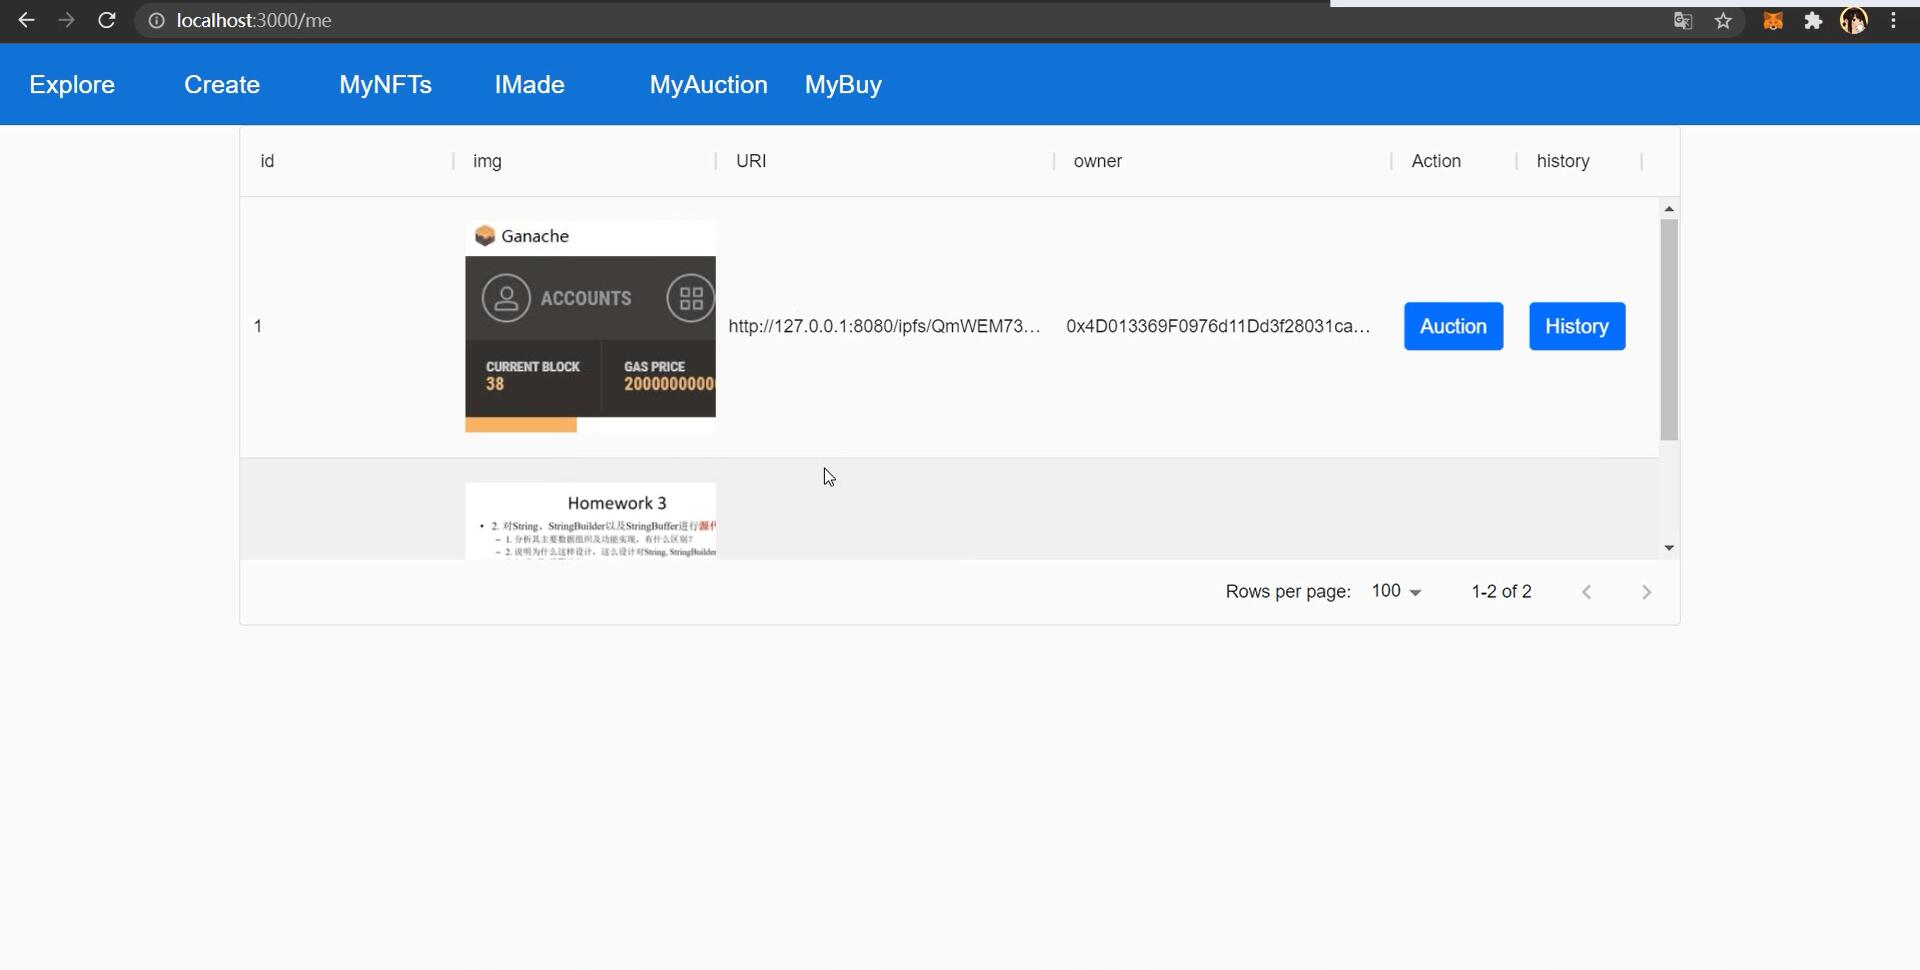 localhost:3000/me
Explore Create MyNFTs IMade MyAuction MyBuy
id img URI owner Action history
Ganache
ACCOUNTS
CURRENT BLOCK GAS PRICE
38 2000000000
1 http://127.0.0.1:8080/ipfs/QmWEM73... 0x4D013369F0976d11Dd3f28031ca... Auction History
Homework 3
• 2. 对String、StringBuilder以及StringBuffer进行源代
– 1. 分析其主要数据组织及功能实现，有什么区别?
– 2. 说明为什么这样设计，这么设计对String, StringBuilder
Rows per page: 100 1-2 of 2